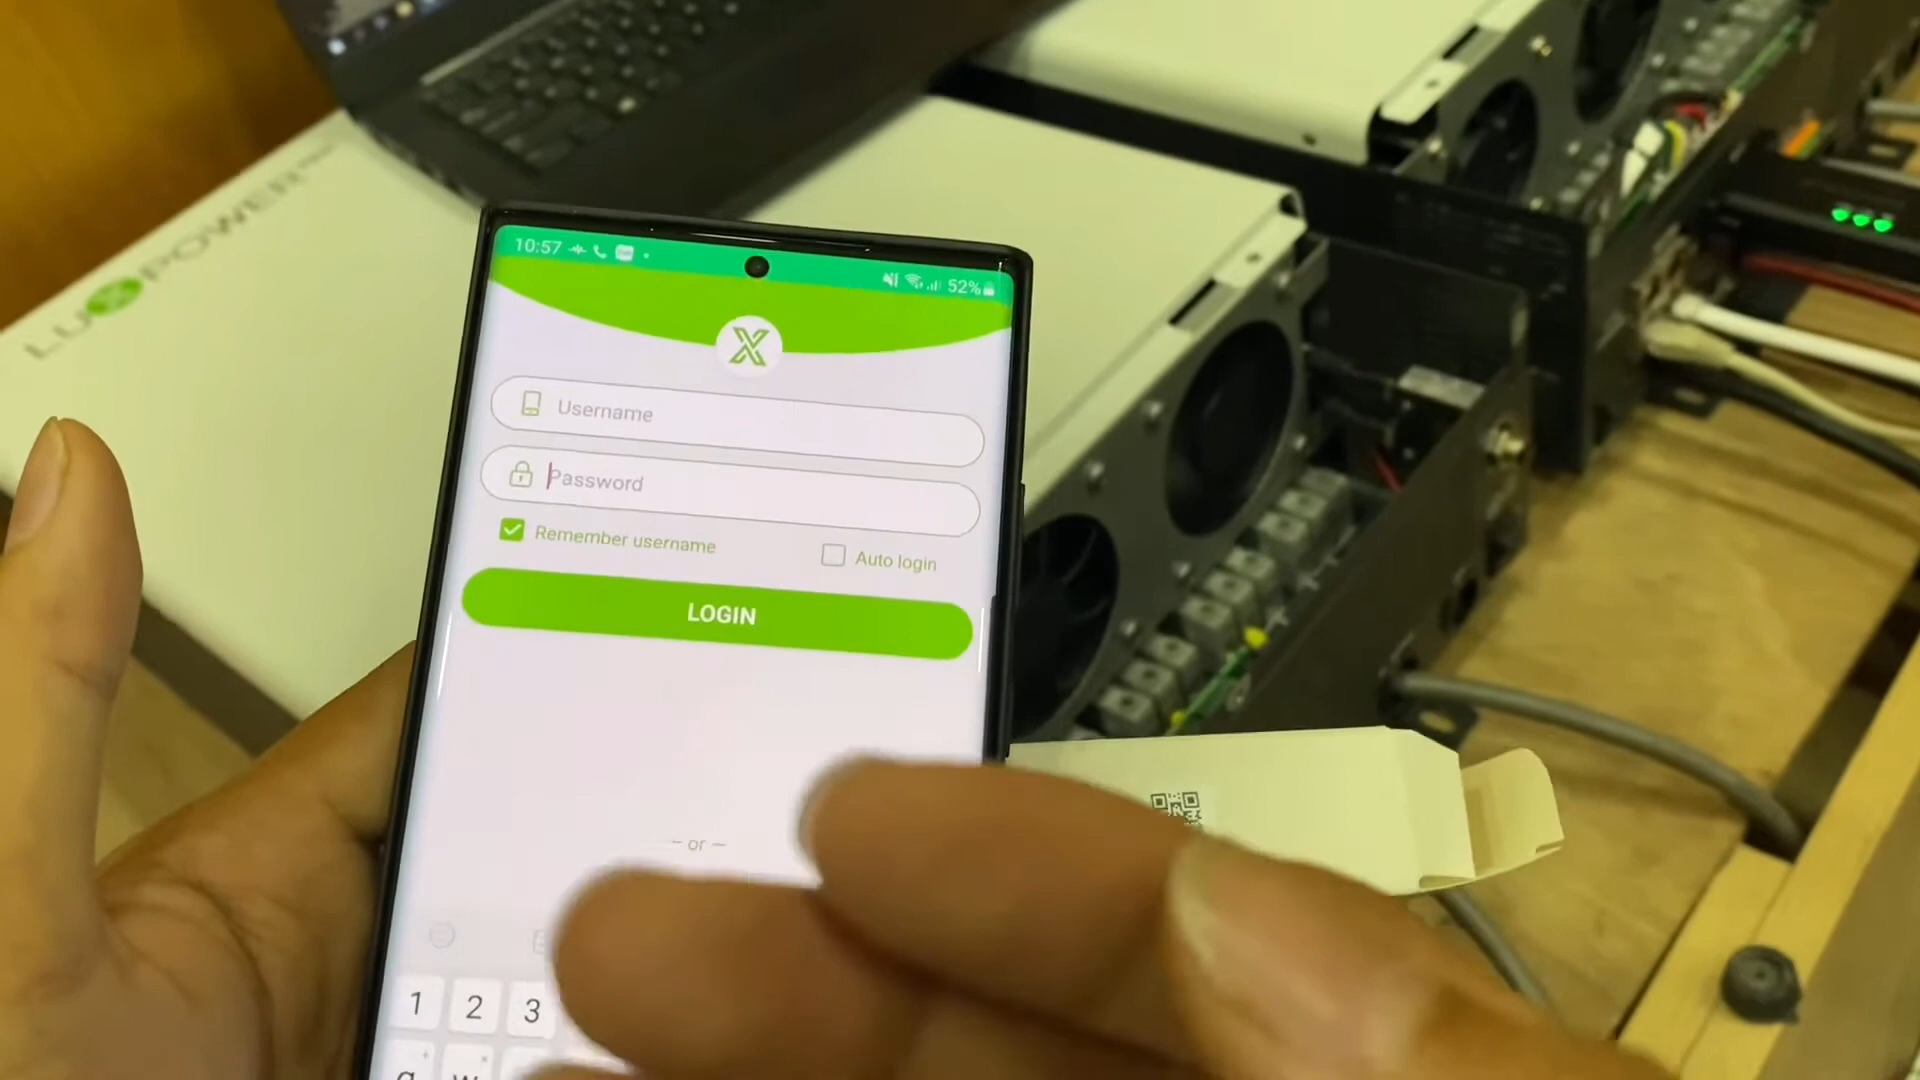 LUXPOWER
10:57
52%
X
Username
Password
Remember username
Auto login
LOGIN
— or —
1 2 3
q w